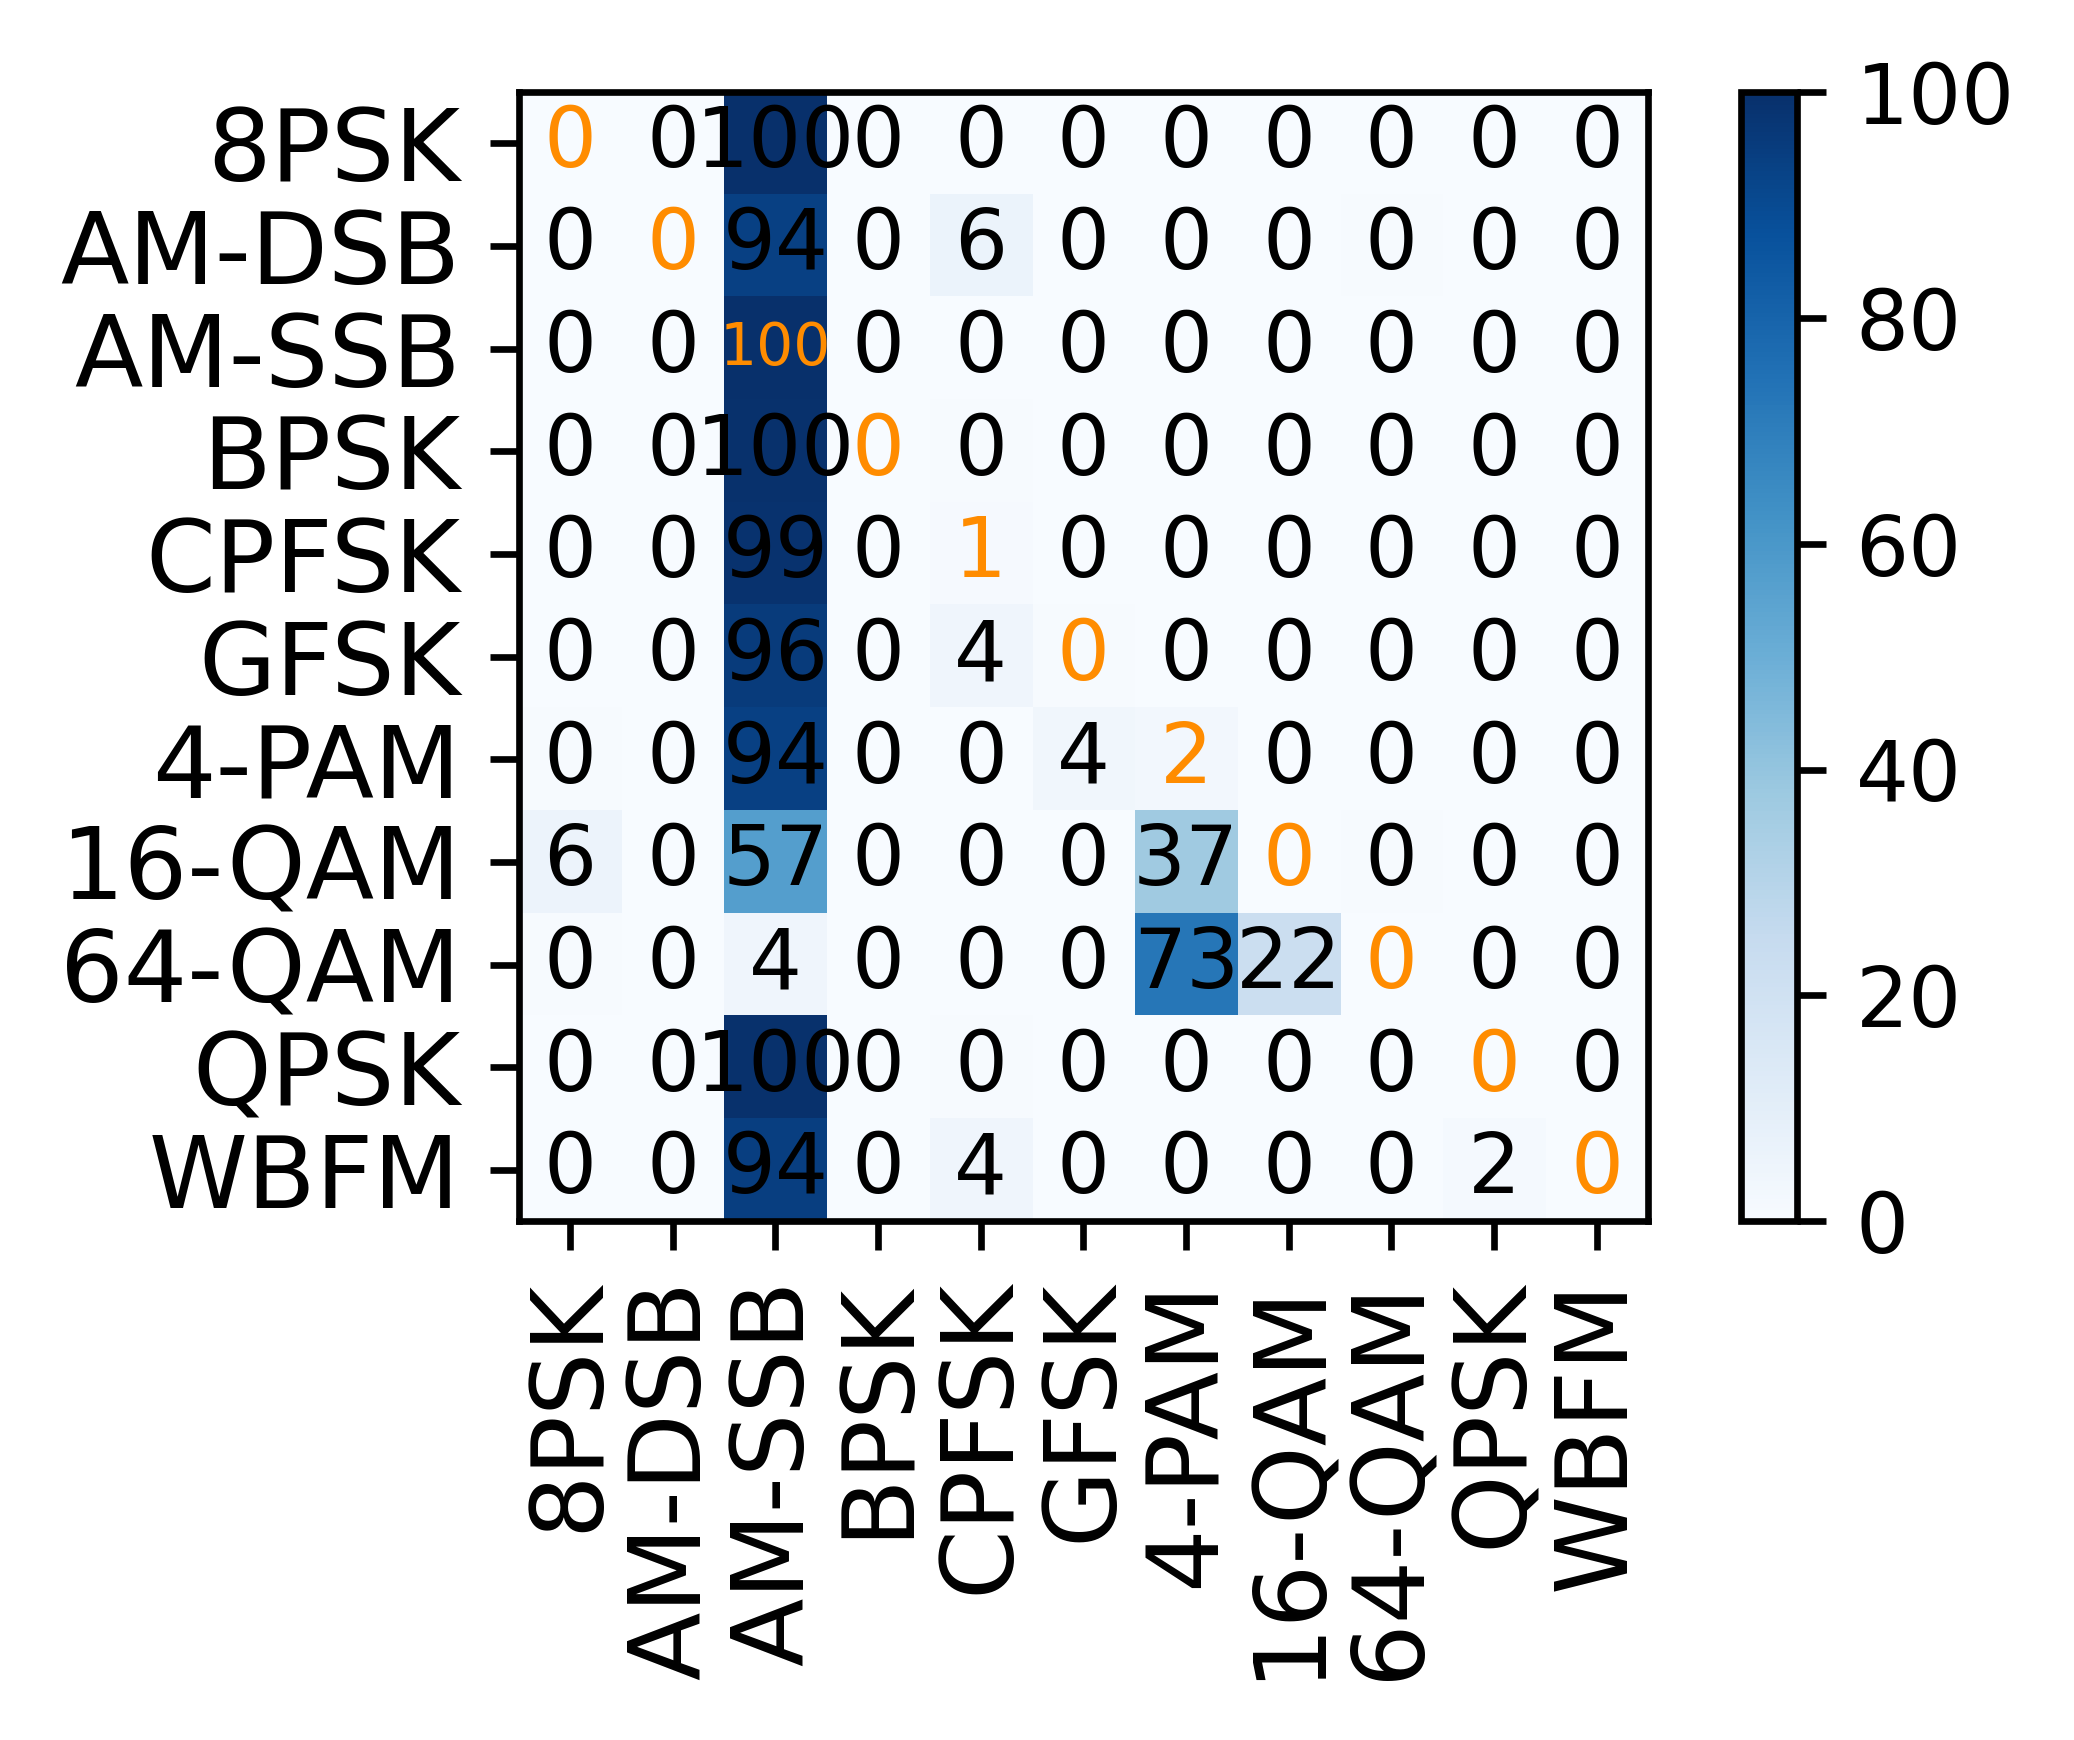 8PSK 0 0 100 0 0 0 0 0 0 0 0
AM-DSB 0 0 94 0 6 0 0 0 0 0 0
AM-SSB 0 0 100 0 0 0 0 0 0 0 0
BPSK 0 0 100 0 0 0 0 0 0 0 0
CPFSK 0 0 99 0 1 0 0 0 0 0 0
GFSK 0 0 96 0 4 0 0 0 0 0 0
4-PAM 0 0 94 0 0 4 2 0 0 0 0
16-QAM 6 0 57 0 0 0 37 0 0 0 0
64-QAM 0 0 4 0 0 0 73 22 0 0 0
QPSK 0 0 100 0 0 0 0 0 0 0 0
WBFM 0 0 94 0 4 0 0 0 0 2 0
8PSK
AM-DSB
AM-SSB
BPSK
CPFSK
GFSK
4-PAM
16-QAM
64-QAM
QPSK
WBFM
100
80
60
40
20
0